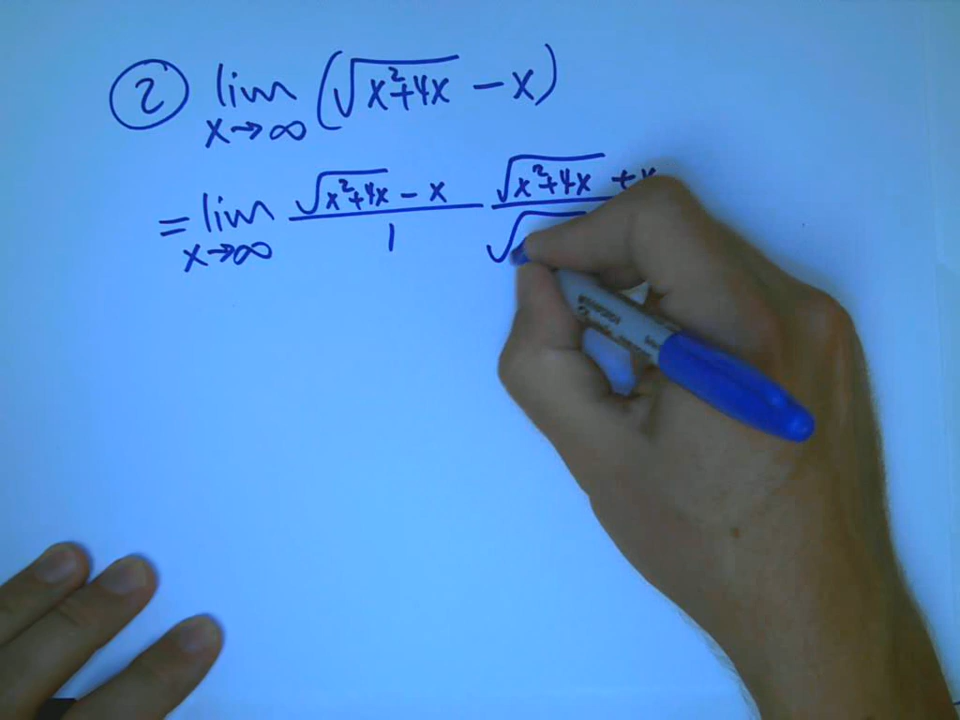 ② lim (√x²+4x - x)
x→∞
= lim √x²+4x - x √x²+4x +
x→∞ 1 √